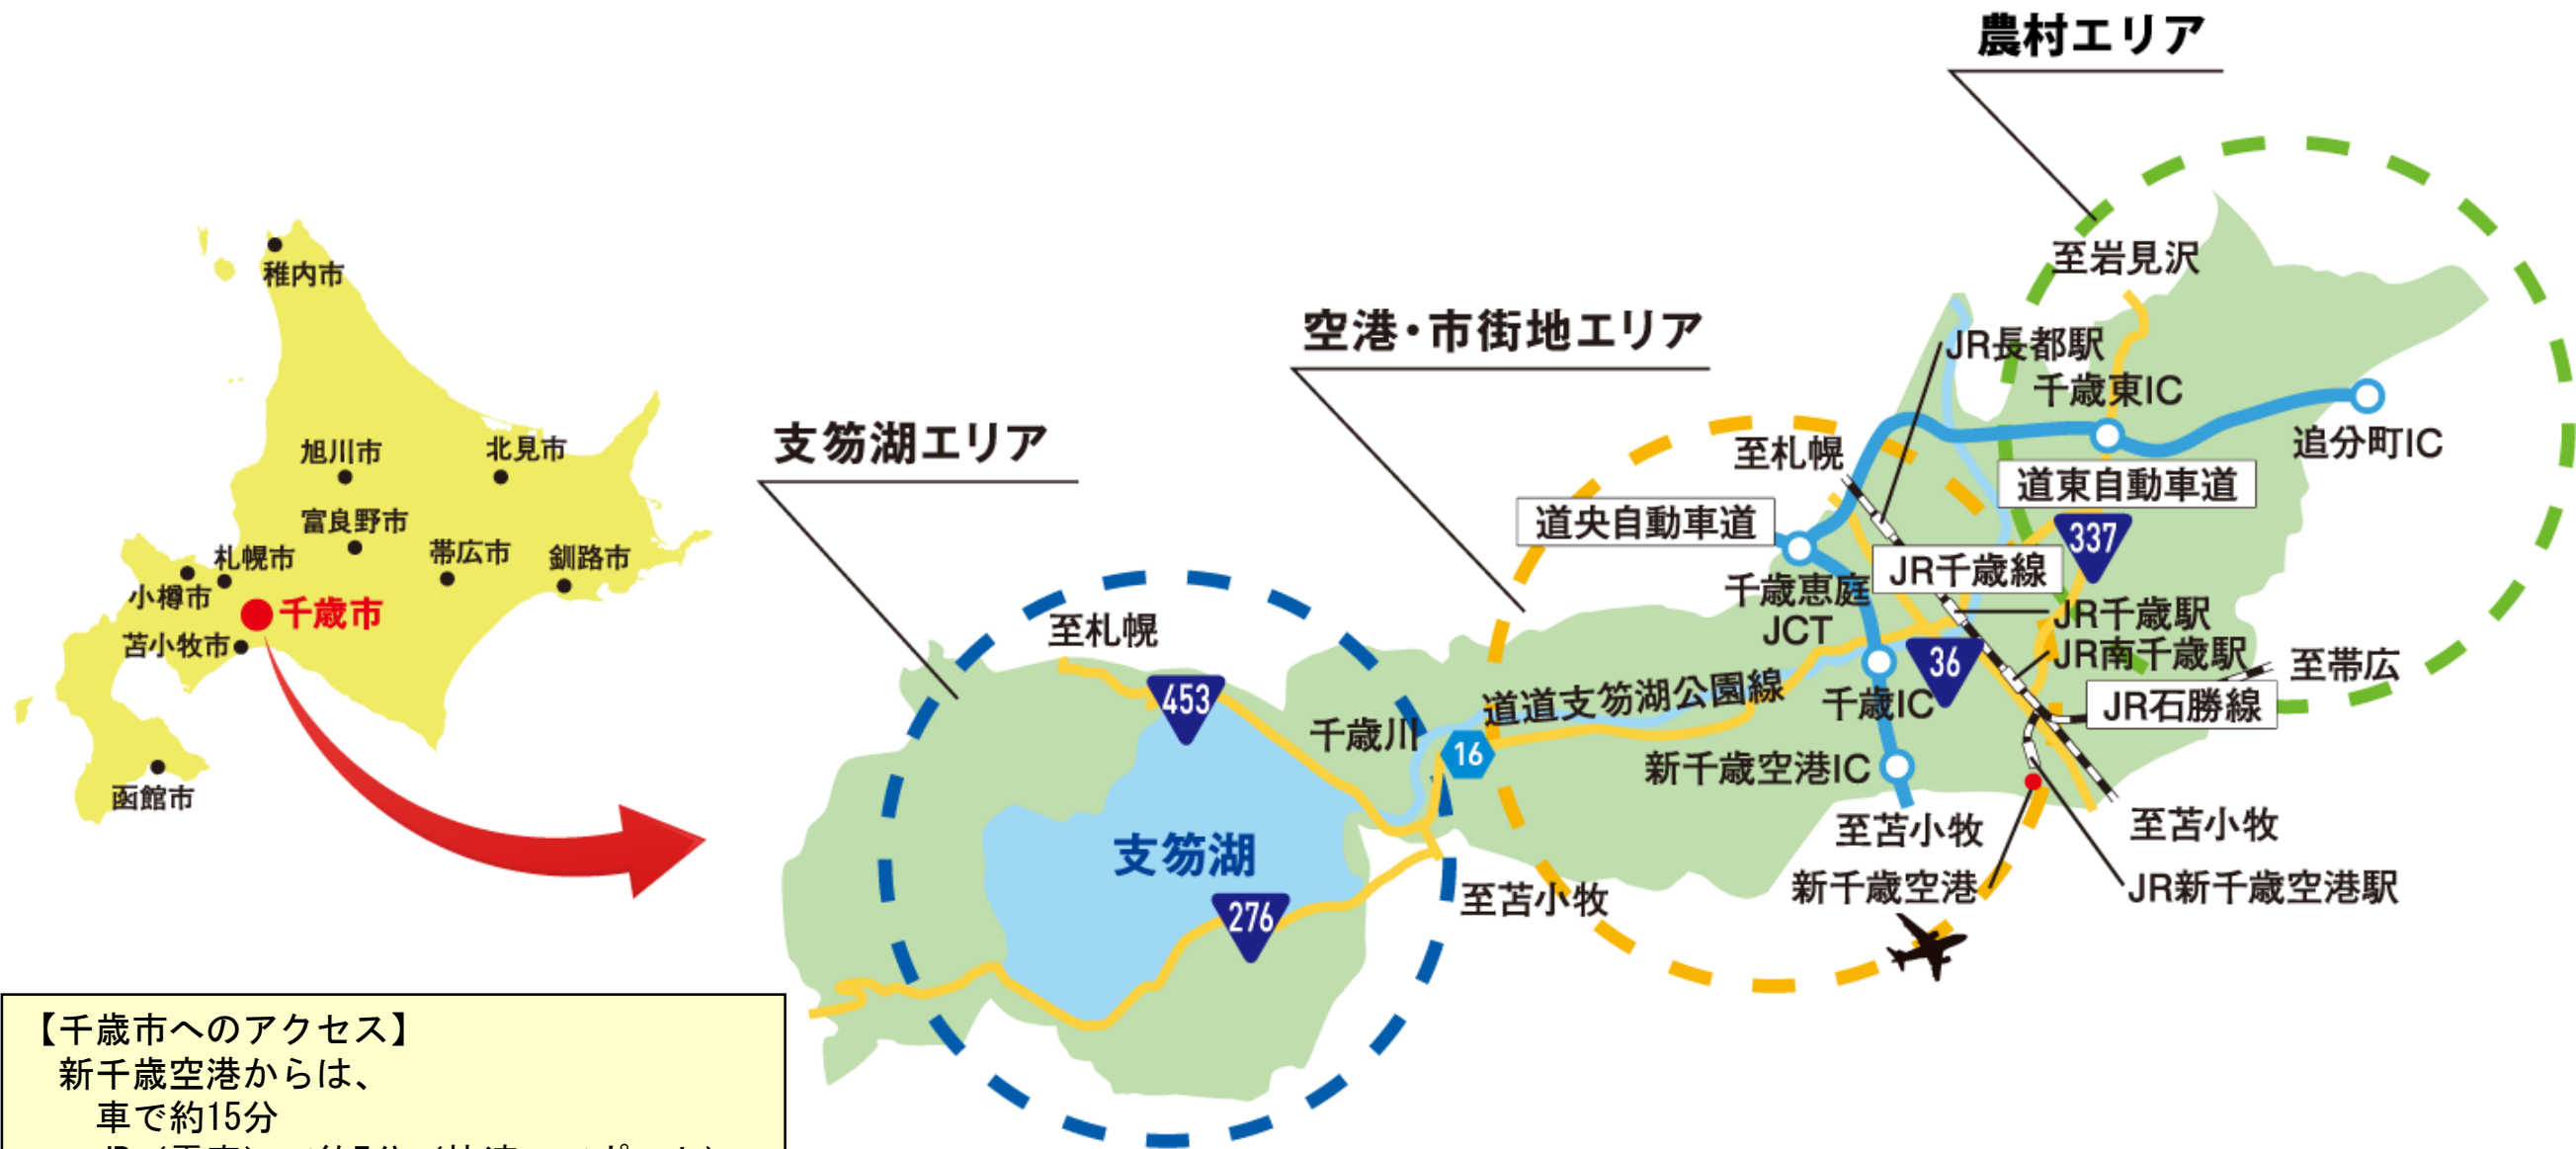 農村エリア
空港・市街地エリア
支笏湖エリア
稚内市
旭川市
北見市
富良野市
札幌市
帯広市
釧路市
小樽市
千歳市
苫小牧市
函館市
至岩見沢
JR長都駅
千歳東IC
追分町IC
至札幌
道東自動車道
道央自動車道
337
JR千歳線
千歳恵庭
JCT
JR千歳駅
36
JR南千歳駅
至帯広
至札幌
453
道道支笏湖公園線
千歳IC
JR石勝線
千歳川
16
新千歳空港IC
至苫小牧
至苫小牧
支笏湖
276
至苫小牧
新千歳空港
JR新千歳空港駅
【千歳市へのアクセス】
新千歳空港からは、
車で約15分